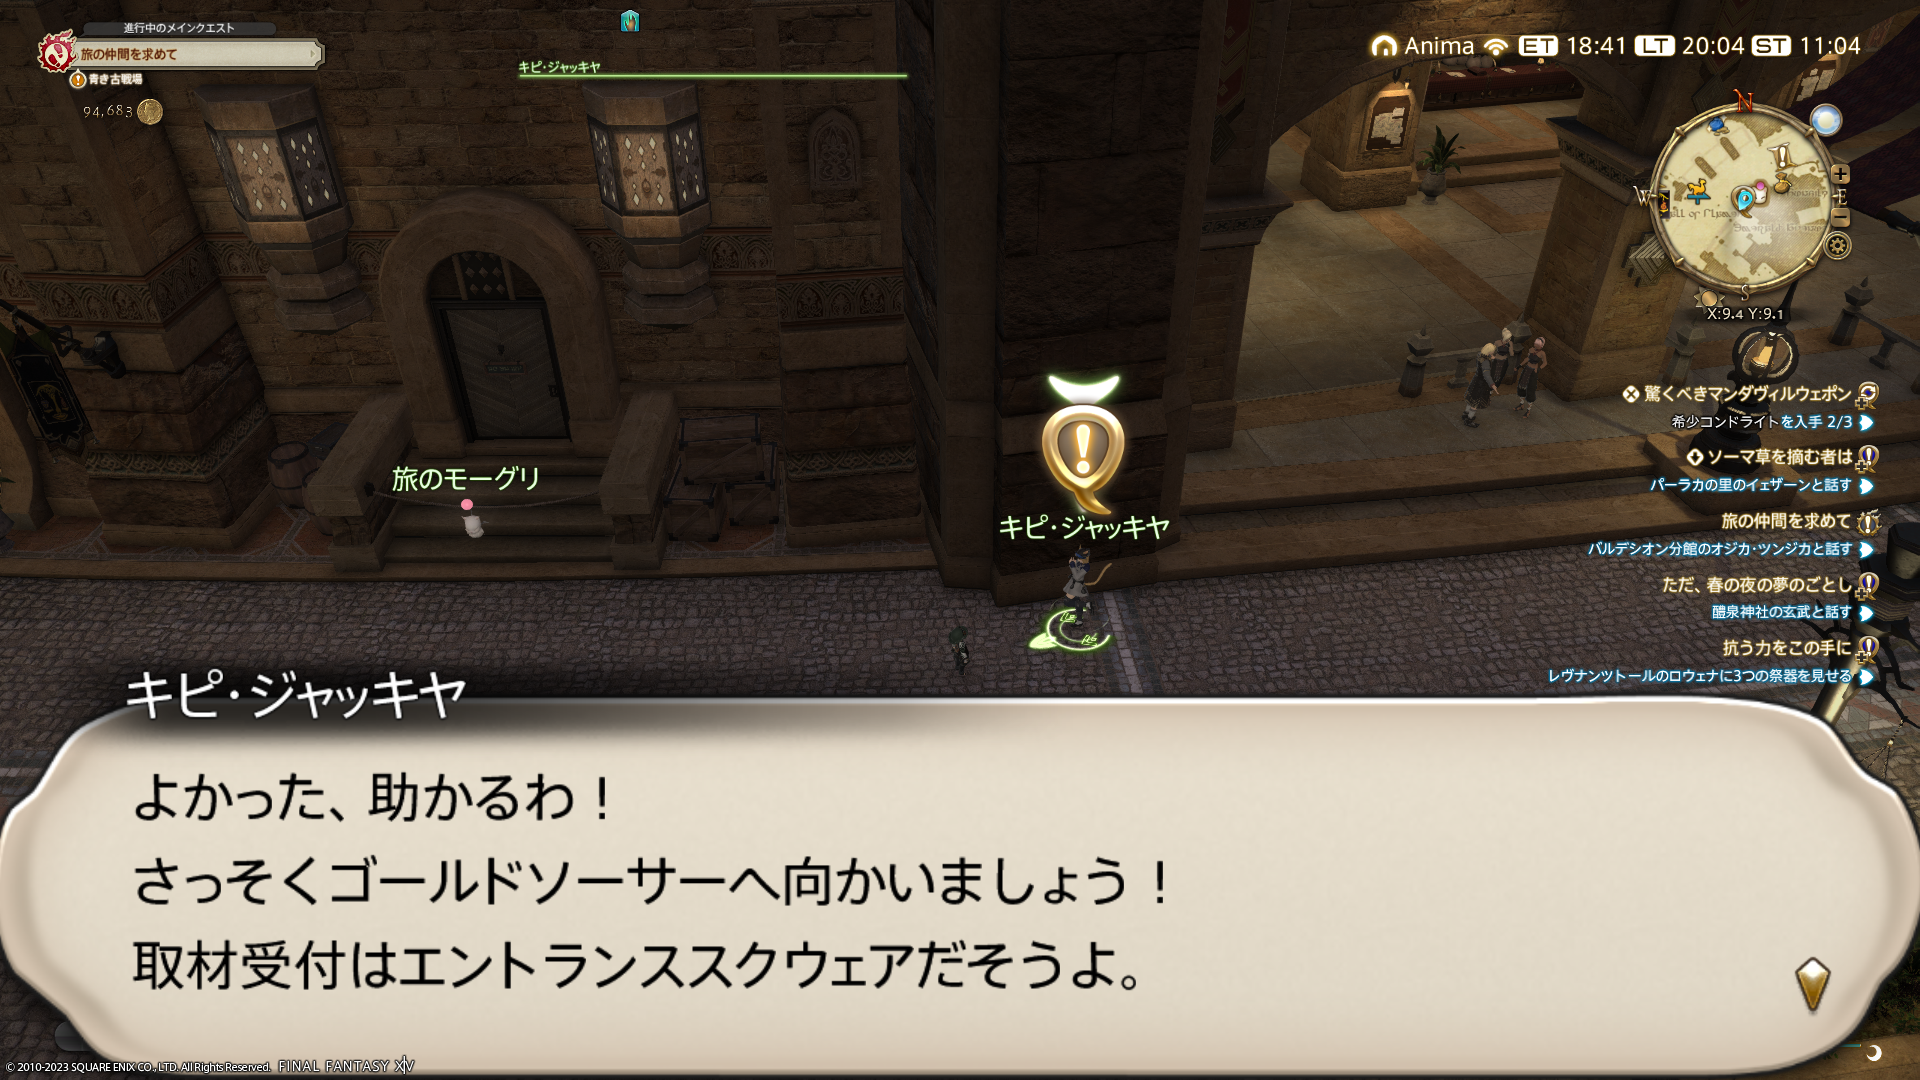 進行中のメインクエスト
旅の仲間を求めて
青き古戦場
94,683
キピ・ジャッキヤ
Anima ET 18:41 LT 20:04 ST 11:04
N
W
E
S
X:9.4 Y:9.1
驚くべきマンダヴィルウェポン
希少コンドライトを入手 2/3
ソーマ草を摘む者は
パーラカの里のイェザーンと話す
旅の仲間を求めて
バルデシオン分館のオジカ・ツンジカと話す
ただ、春の夜の夢のごとし
醴泉神社の玄武と話す
抗う力をこの手に
レヴナンツトールのロウェナに3つの祭器を見せる
旅のモーグリ
キピ・ジャッキヤ
キピ・ジャッキヤ
よかった、助かるわ！
さっそくゴールドソーサーへ向かいましょう！
取材受付はエントランススクウェアだそうよ。
© 2010-2023 SQUARE ENIX CO., LTD. All Rights Reserved. FINAL FANTASY XIV